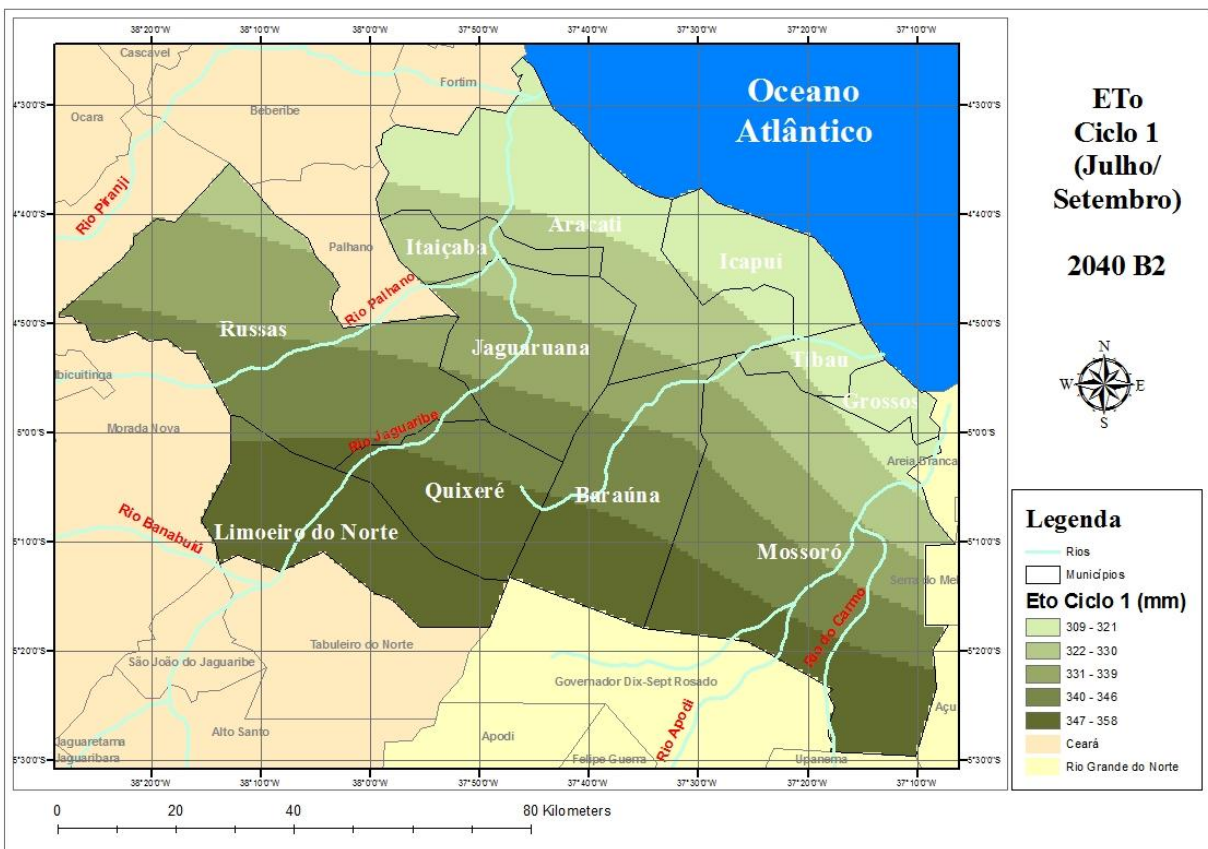 38°20'0"W 38°10'0"W 38°0'0"W 37°50'0"W 37°40'0"W 37°30'0"W 37°20'0"W 37°10'0"W
Cascavel
Fortim
Oceano
Atlântico
4°30'0"S 4°30'0"S
Ocara
Beberibe
Rio Piranji
4°40'0"S 4°40'0"S
Palhano
Itaiçaba
Aracati
Icapuí
Rio Palhano
4°50'0"S 4°50'0"S
Russas
Jaguaruana
Tibau
Ibicuitinga
Grossos
Morada Nova
Rio Jaguaribe
5°0'0"S 5°0'0"S
Areia Branca
Quixeré
Baraúna
Rio Banabuiú
Limoeiro do Norte
5°10'0"S 5°10'0"S
Mossoró
Serra do Mel
Rio do Carmo
Tabuleiro do Norte
5°20'0"S 5°20'0"S
São João do Jaguaribe
Governador Dix-Sept Rosado
Rio Apodi
Açu
Alto Santo
Apodi
Jaguaretama
Jaguaribara
Felipe Guerra
Upanema
5°30'0"S 5°30'0"S
38°20'0"W 38°10'0"W 38°0'0"W 37°50'0"W 37°40'0"W 37°30'0"W 37°20'0"W 37°10'0"W
0 20 40 80 Kilometers
ETo
Ciclo 1
(Julho/
Setembro)
2040 B2
N
W E
S
Legenda
Rios
Municípios
Eto Ciclo 1 (mm)
309 - 321
322 - 330
331 - 339
340 - 346
347 - 358
Ceará
Rio Grande do Norte